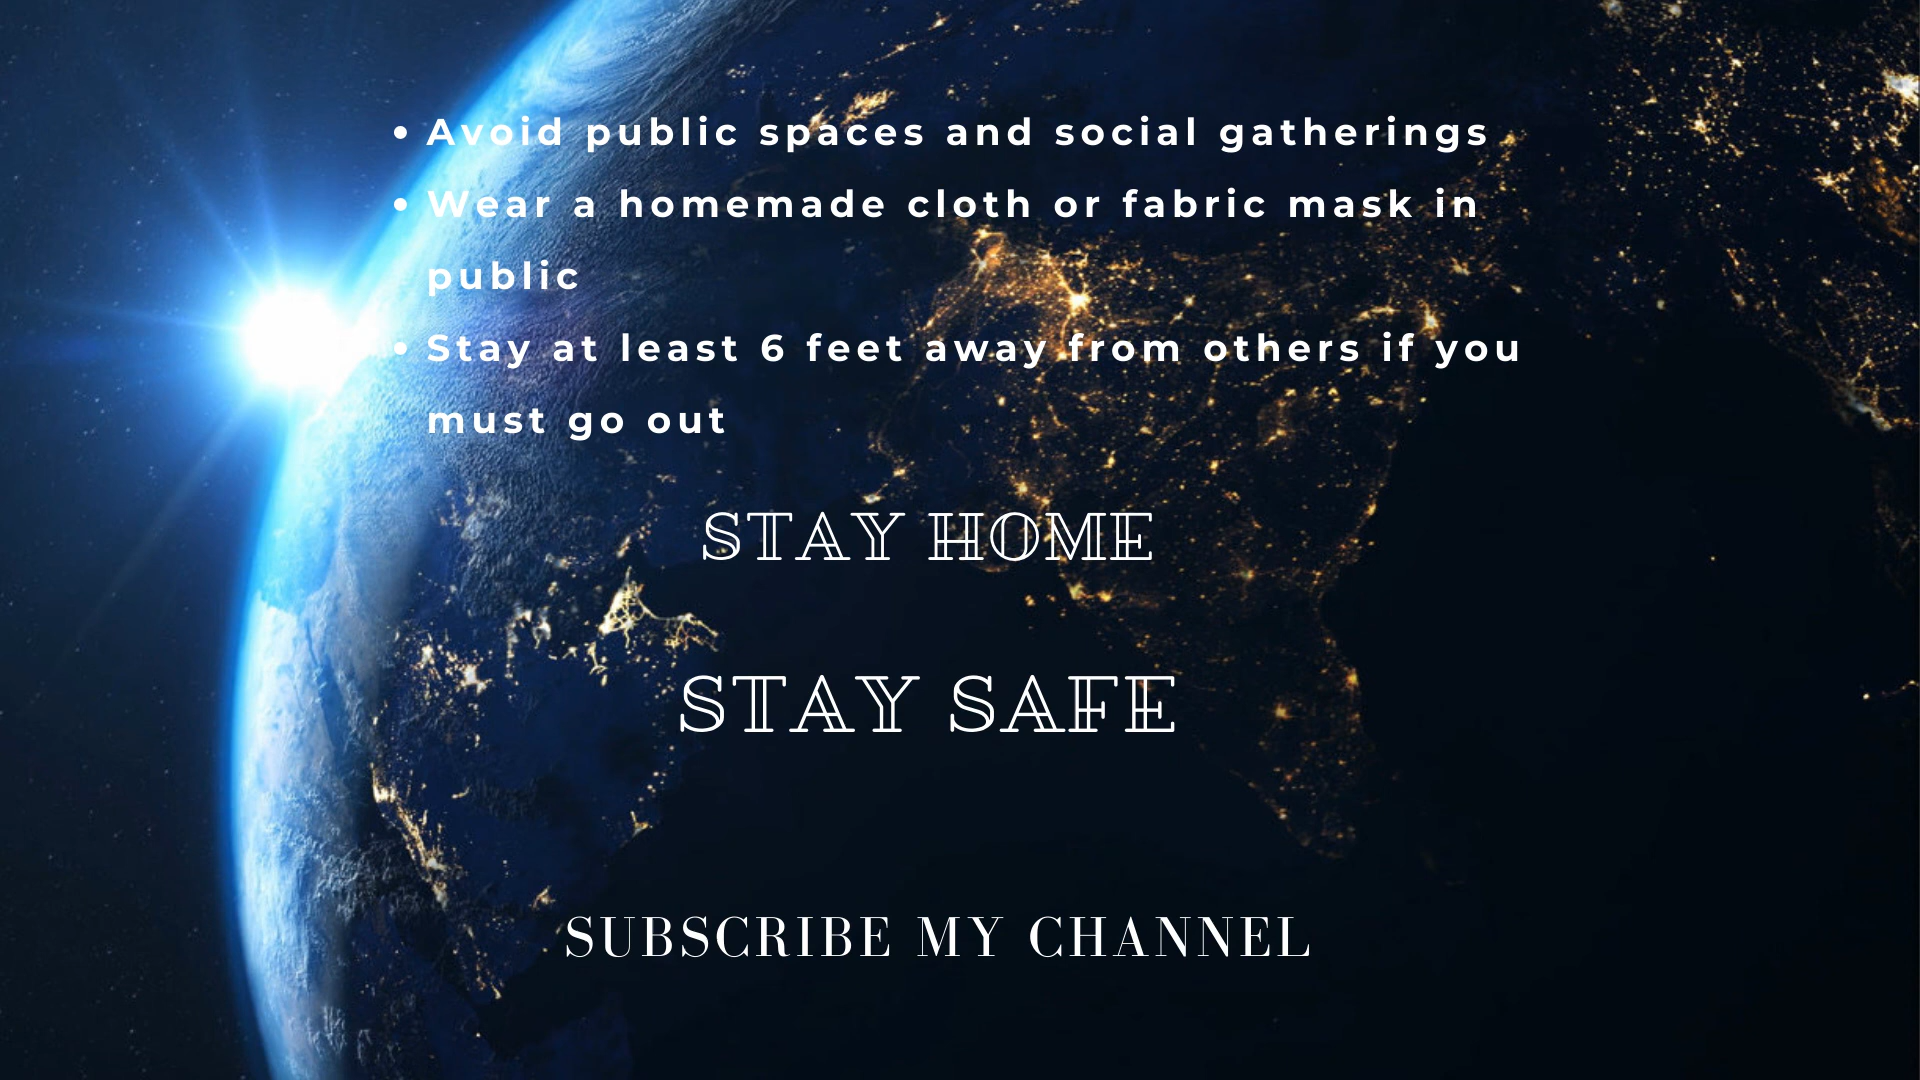 • Avoid public spaces and social gatherings
• Wear a homemade cloth or fabric mask in
public
• Stay at least 6 feet away from others if you
must go out
STAY HOME
STAY SAFE
SUBSCRIBE MY CHANNEL